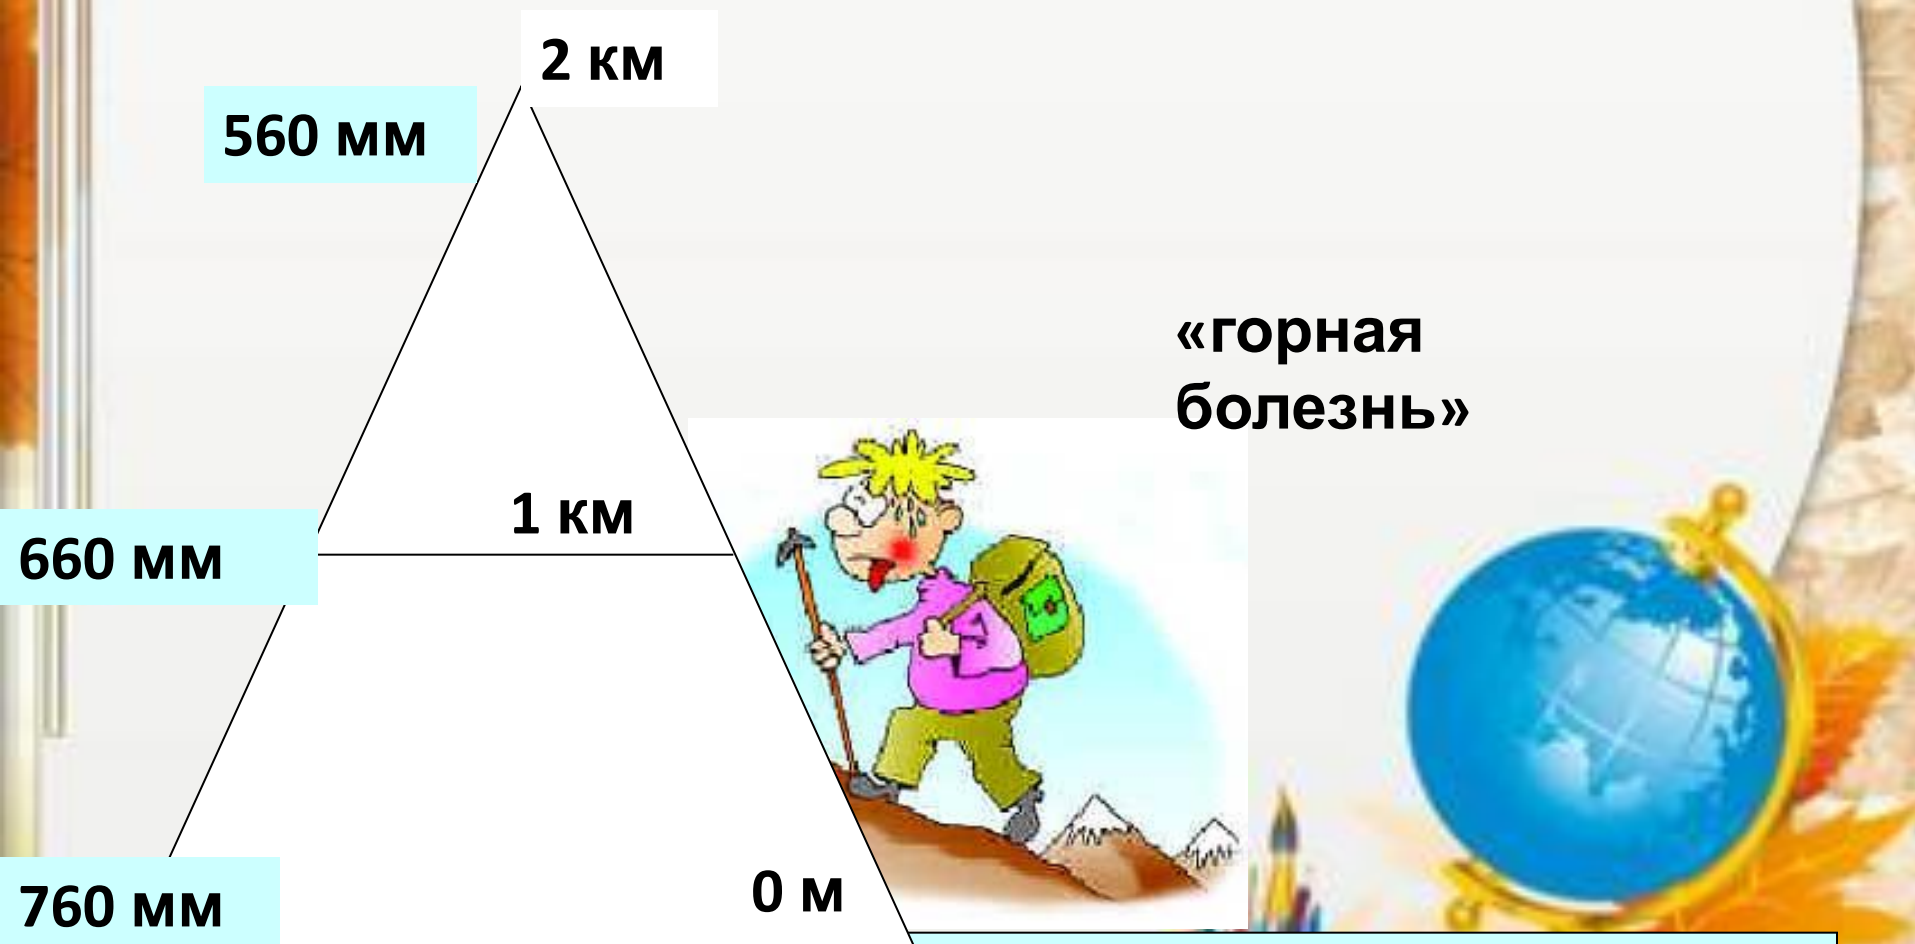 2 км
560 мм
«горная
болезнь»
1 км
660 мм
0 м
760 мм